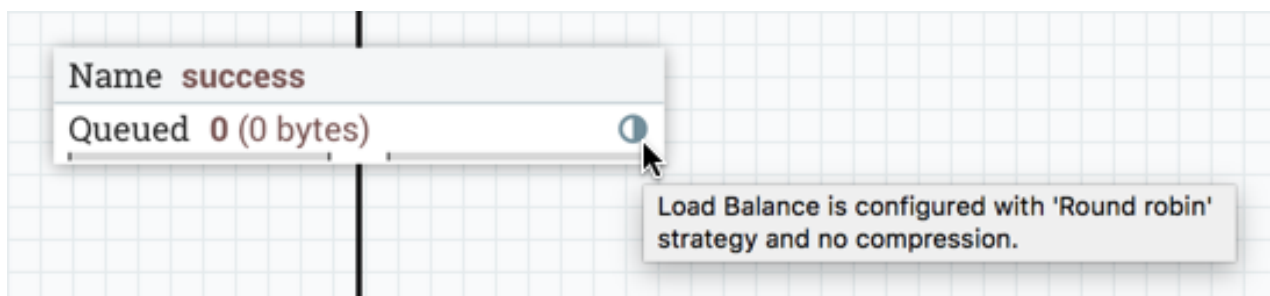 Name success
Queued 0 (0 bytes)
Load Balance is configured with 'Round robin'
strategy and no compression.